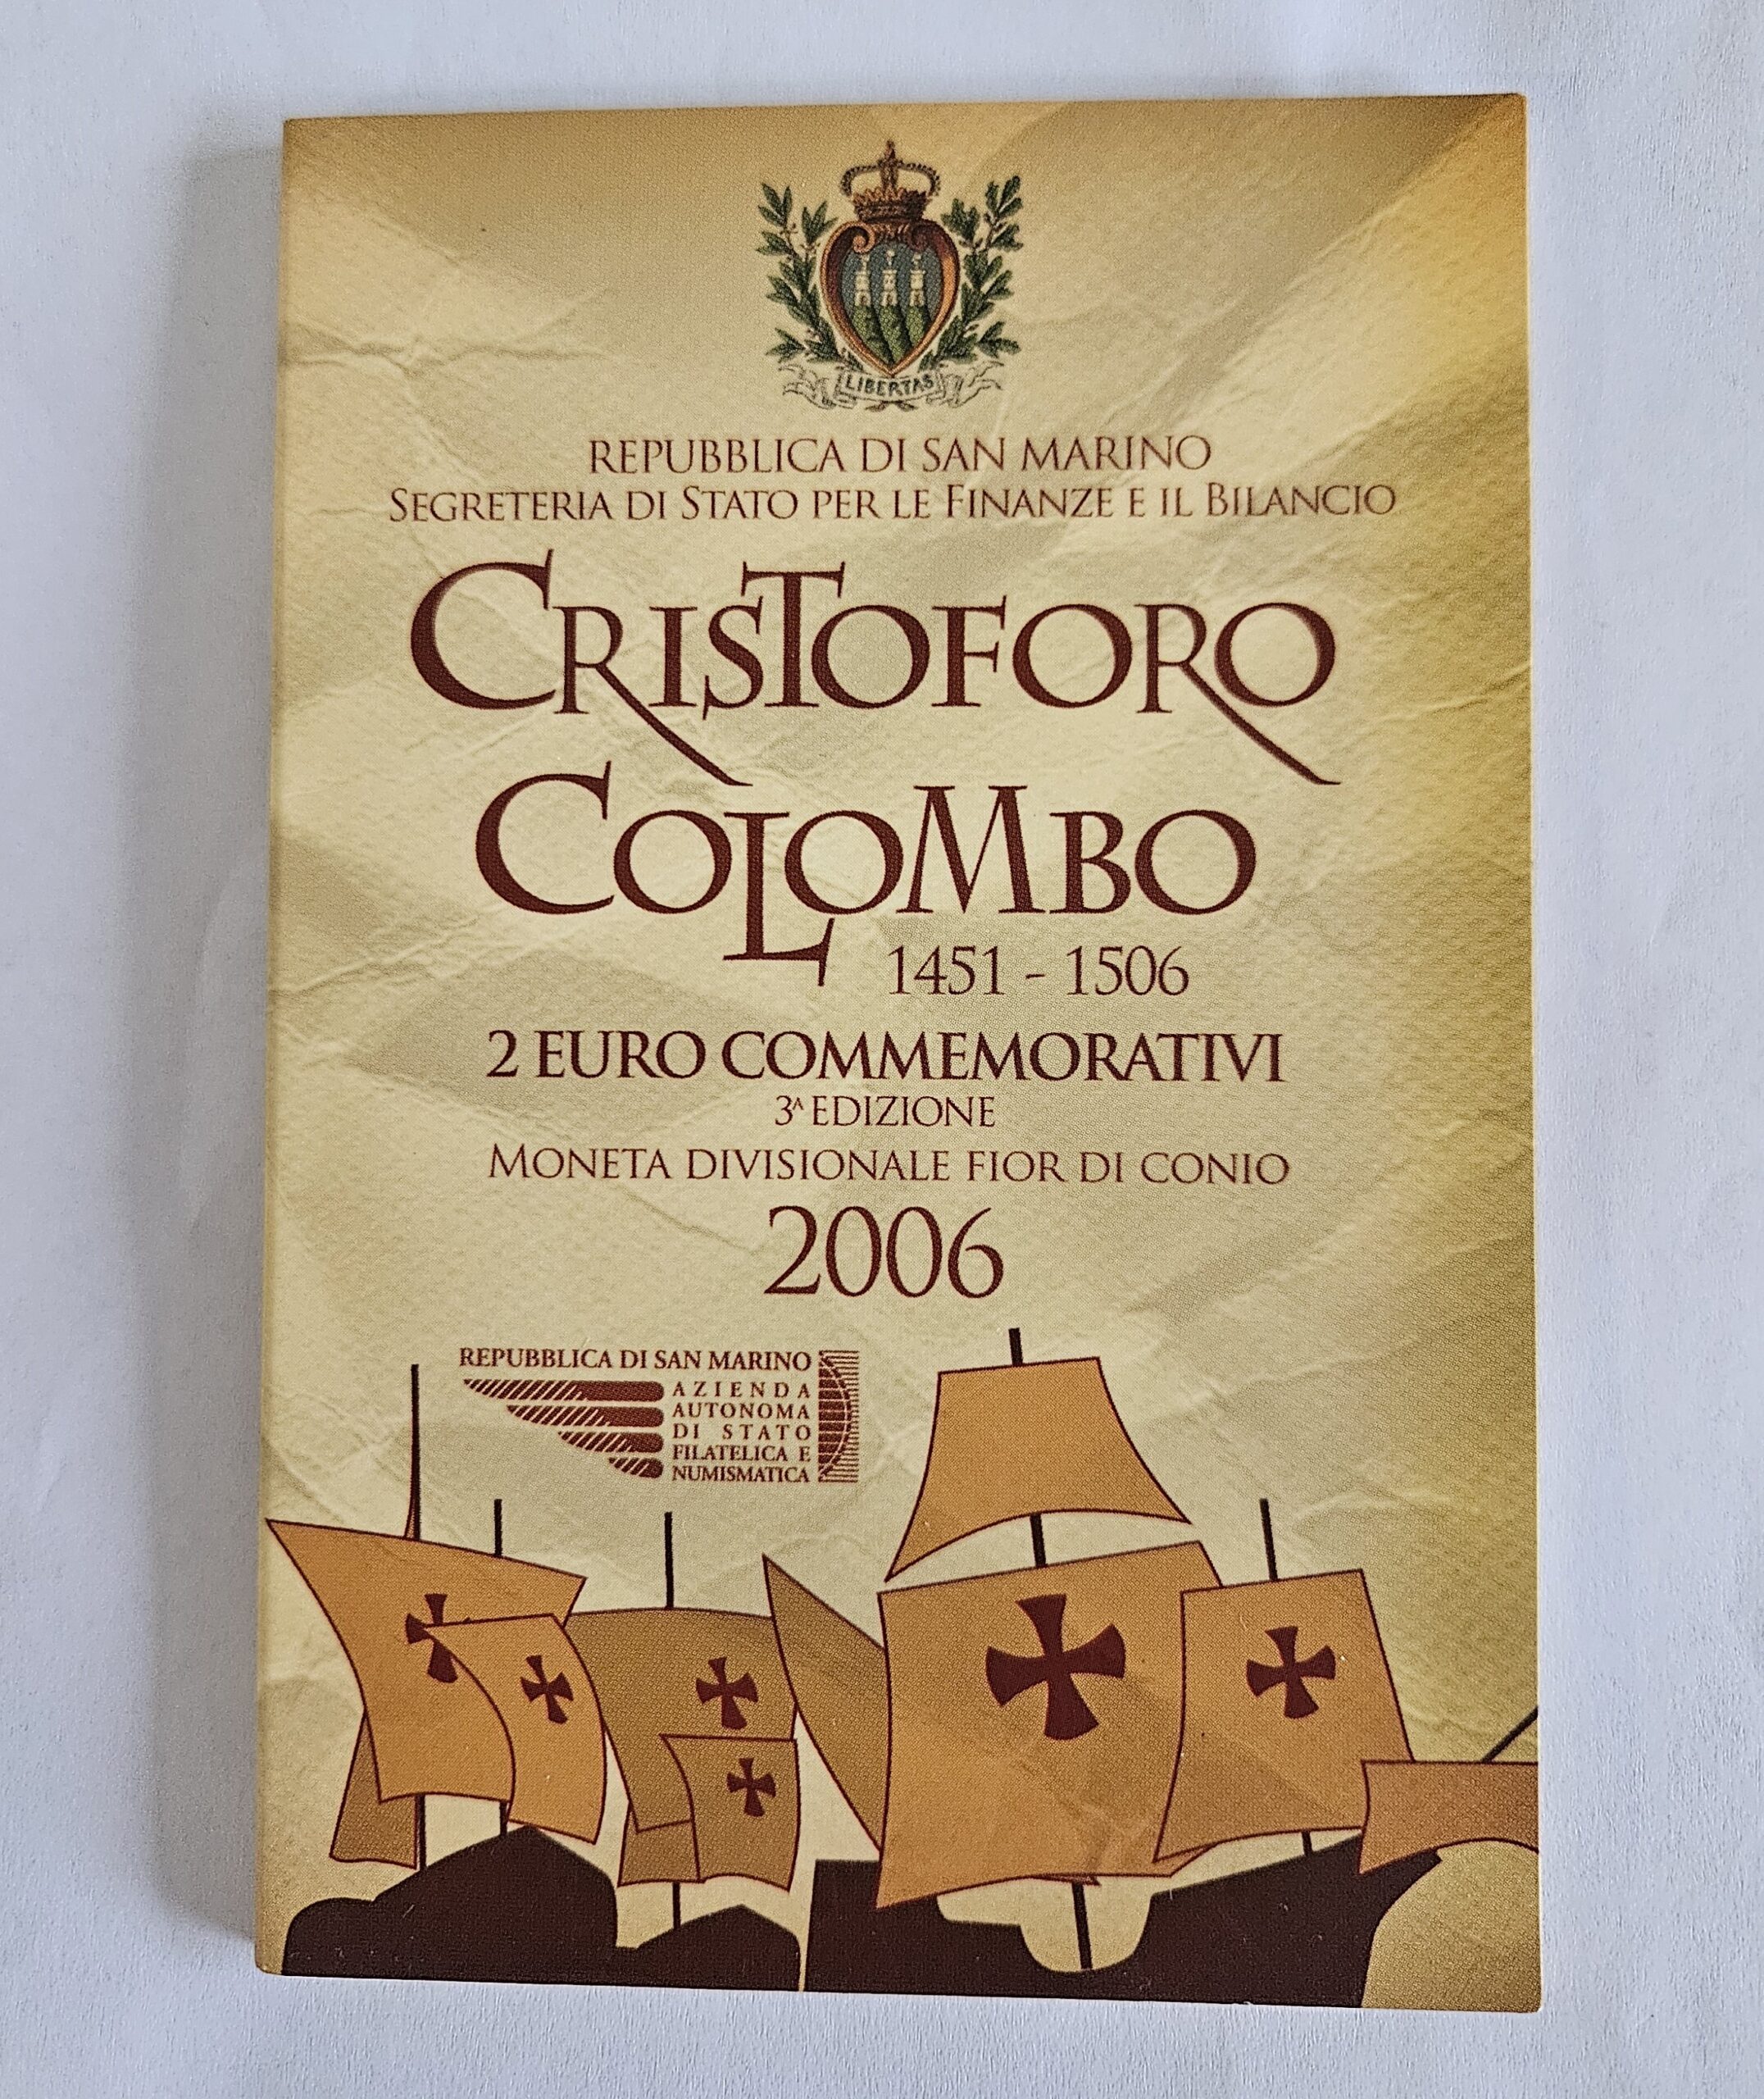 LIBERTAS
REPUBBLICA DI SAN MARINO
SEGRETERIA DI STATO PER LE FINANZE E IL BILANCIO
CRISTOFORO
COLOMBO
1451 - 1506
2 EURO COMMEMORATIVI
3ᴬ EDIZIONE
MONETA DIVISIONALE FIOR DI CONIO
2006
REPUBBLICA DI SAN MARINO
AZIENDA
AUTONOMA
DI STATO
FILATELICA E
NUMISMATICA